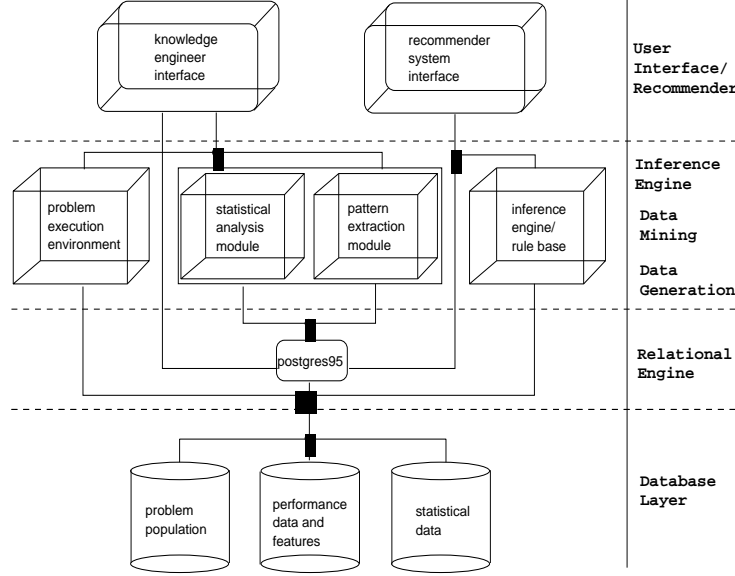 knowledge
engineer
interface
recommender
system
interface
User
Interface/
Recommender
problem
execution
environment
statistical
analysis
module
pattern
extraction
module
inference
engine/
rule base
Inference
Engine
Data
Mining
Data
Generation
postgres95
Relational
Engine
problem
population
performance
data and
features
statistical
data
Database
Layer